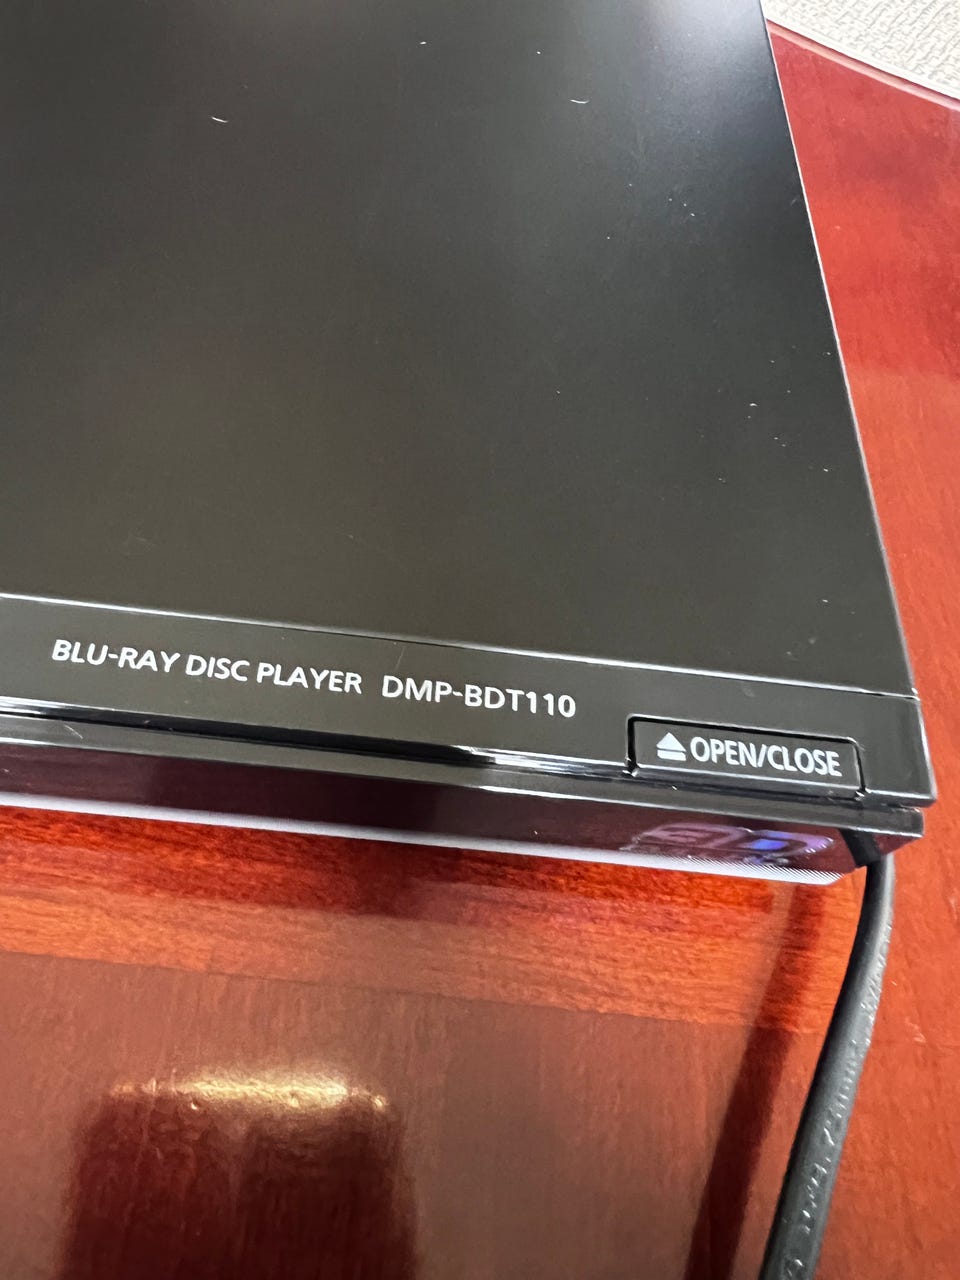 BLU-RAY DISC PLAYER DMP-BDT110
⏏OPEN/CLOSE